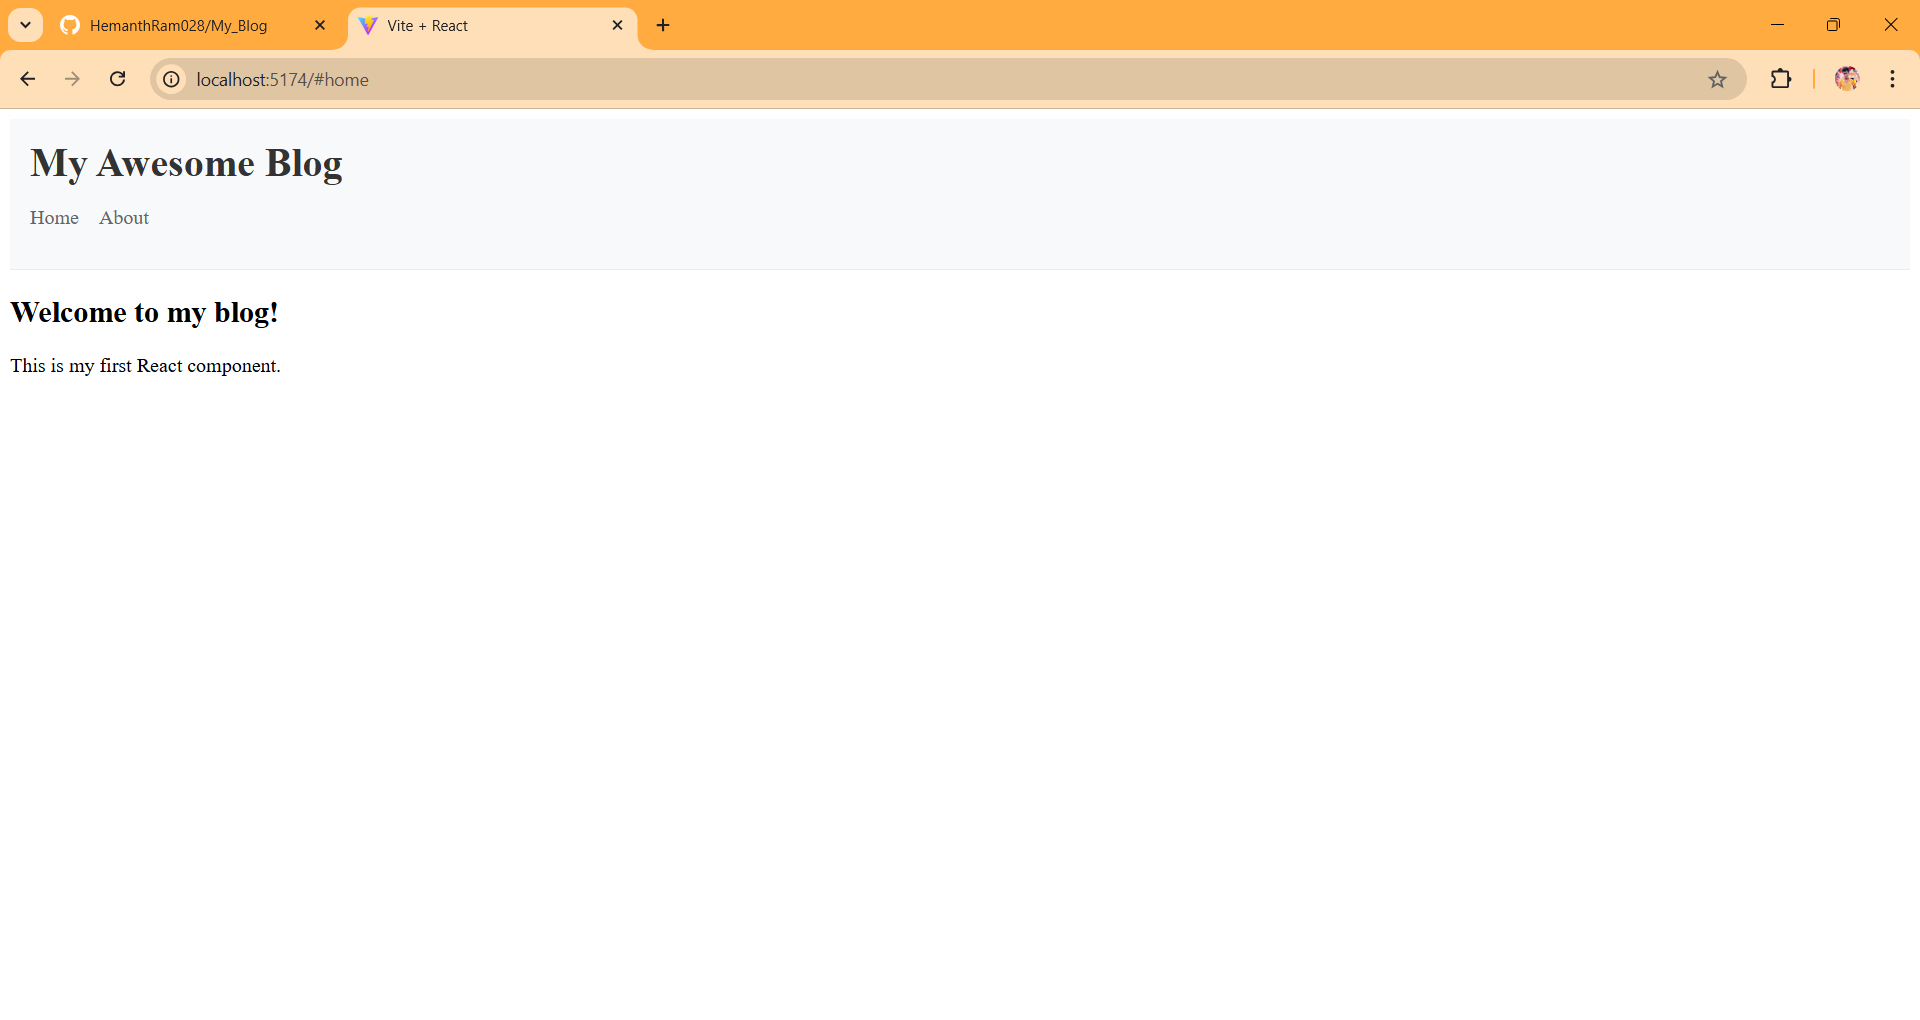 HemanthRam028/My_Blog
Vite + React
localhost:5174/#home
My Awesome Blog
Home About
Welcome to my blog!
This is my first React component.